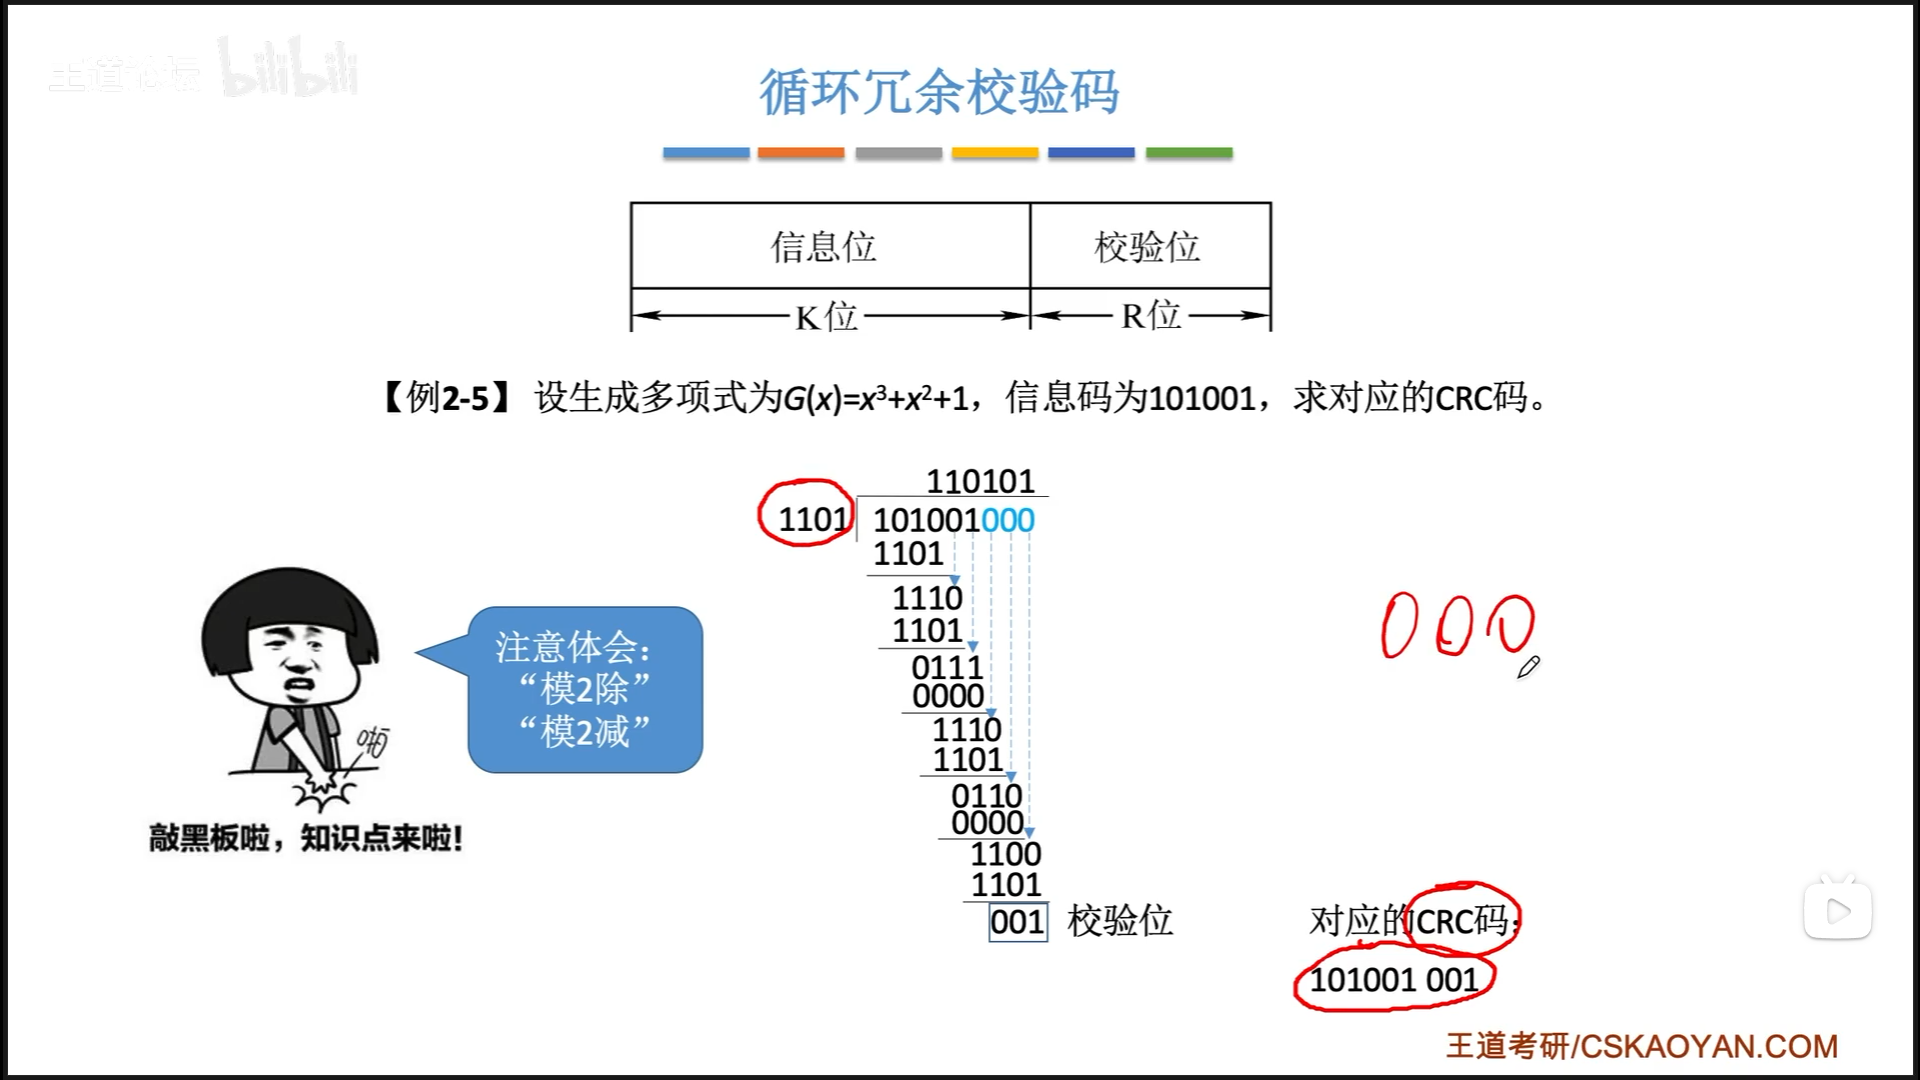 王道论坛 bilibili
循环冗余校验码
信息位 校验位
K位 R位
【例2-5】 设生成多项式为G(x)=x³+x²+1，信息码为101001，求对应的CRC码。
110101
1101 101001000
1101
1110
1101
0111
0000
1110
1101
0110
0000
1100
1101
001 校验位
注意体会：
“模2除”
“模2减”
啪
敲黑板啦，知识点来啦！
000
对应的CRC码：
101001 001
王道考研/CSKAOYAN.COM